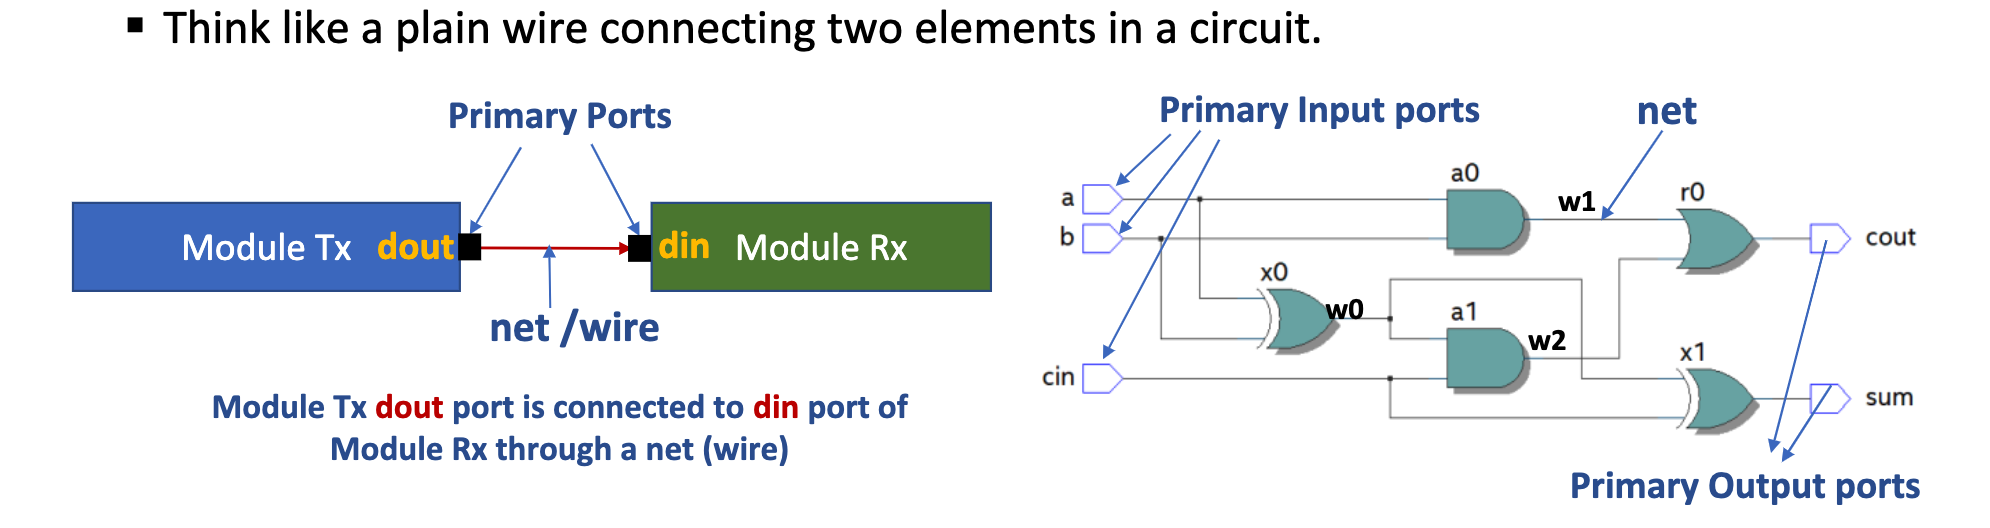 ▪ Think like a plain wire connecting two elements in a circuit.
Primary Ports
Module Tx dout
din Module Rx
net /wire
Module Tx dout port is connected to din port of
Module Rx through a net (wire)
Primary Input ports
net
a
b
cin
a0
w1
r0
cout
x0
w0
a1
w2
x1
sum
Primary Output ports